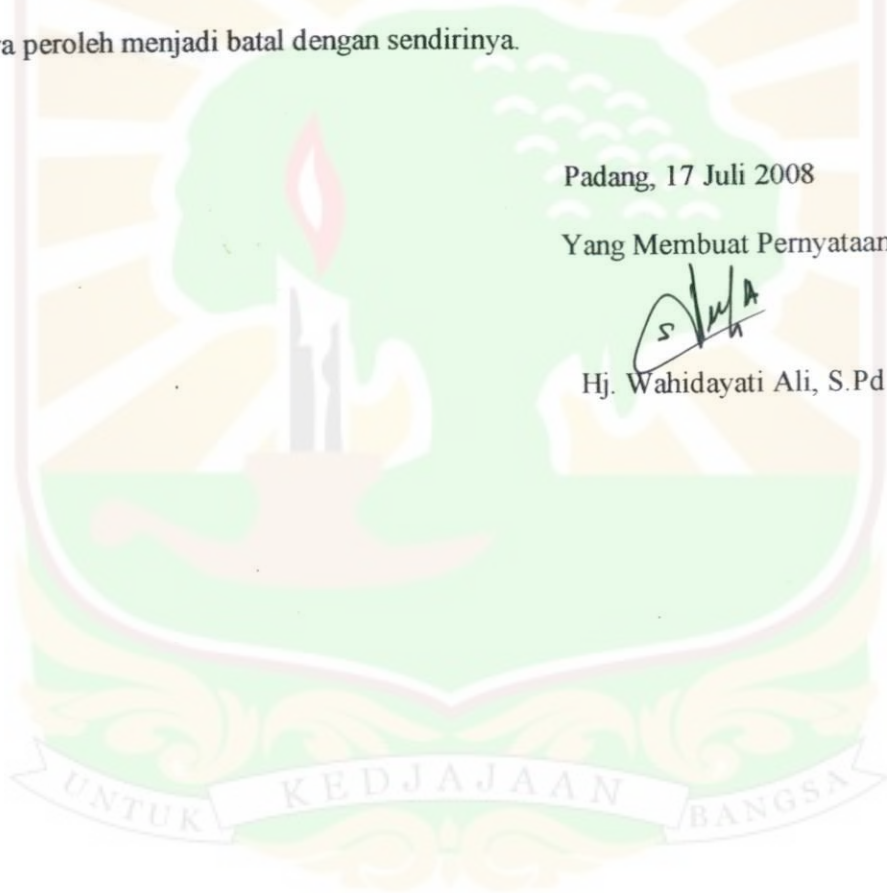 peroleh menjadi batal dengan sendirinya.
Padang, 17 Juli 2008
Yang Membuat Pernyataan
Hj. Wahidayati Ali, S.Pd
UNTUK KEDJAJAAN BANGSA